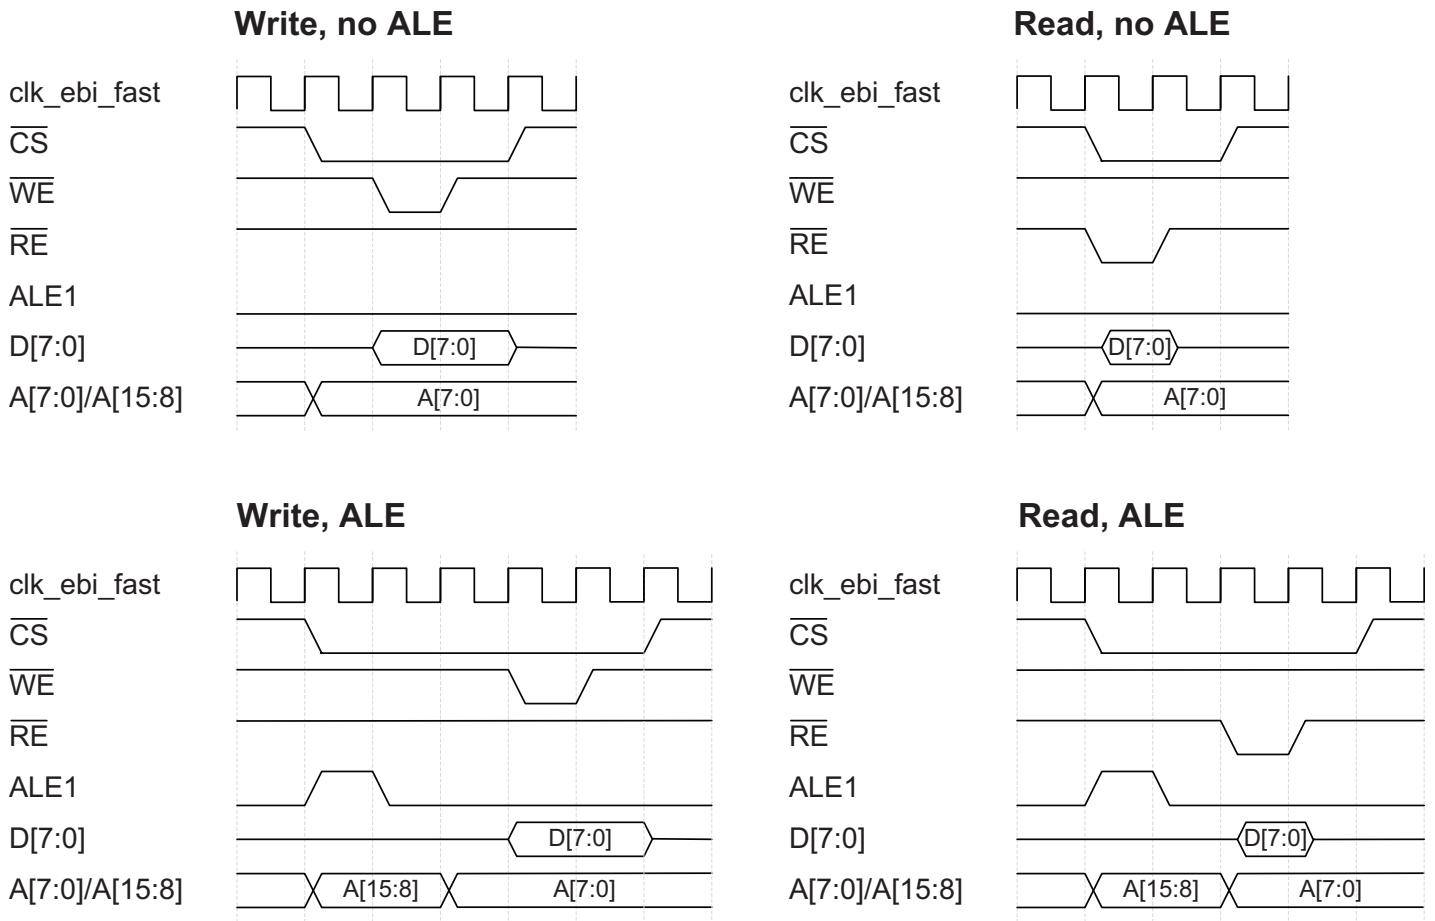 Write, no ALE
clk_ebi_fast
CS
WE
RE
ALE1
D[7:0]
D[7:0]
A[7:0]/A[15:8]
A[7:0]
Read, no ALE
clk_ebi_fast
CS
WE
RE
ALE1
D[7:0]
D[7:0]
A[7:0]/A[15:8]
A[7:0]
Write, ALE
clk_ebi_fast
CS
WE
RE
ALE1
D[7:0]
D[7:0]
A[7:0]/A[15:8]
A[15:8]
A[7:0]
Read, ALE
clk_ebi_fast
CS
WE
RE
ALE1
D[7:0]
D[7:0]
A[7:0]/A[15:8]
A[15:8]
A[7:0]